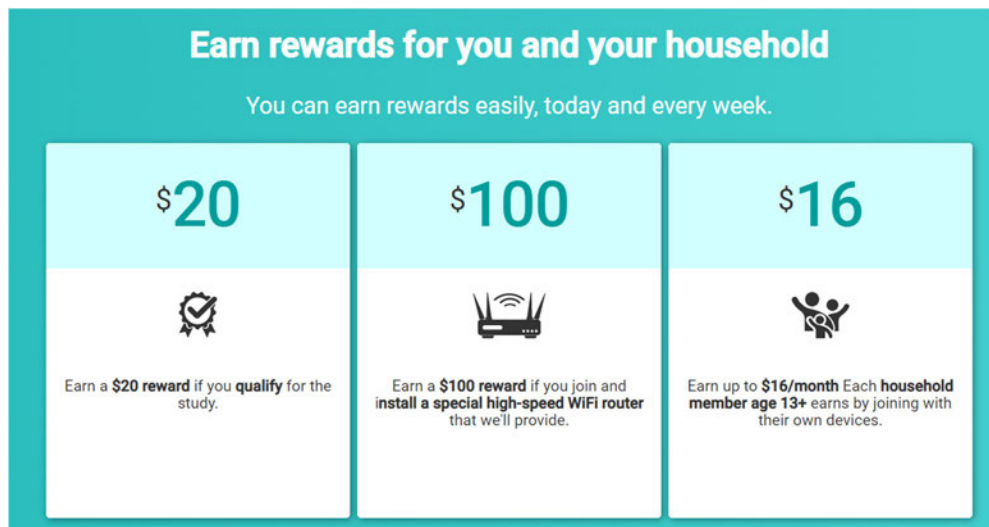 Earn rewards for you and your household
You can earn rewards easily, today and every week.
$20
Earn a $20 reward if you qualify for the
study.
$100
Earn a $100 reward if you join and
install a special high-speed WiFi router
that we'll provide.
$16
Earn up to $16/month Each household
member age 13+ earns by joining with
their own devices.